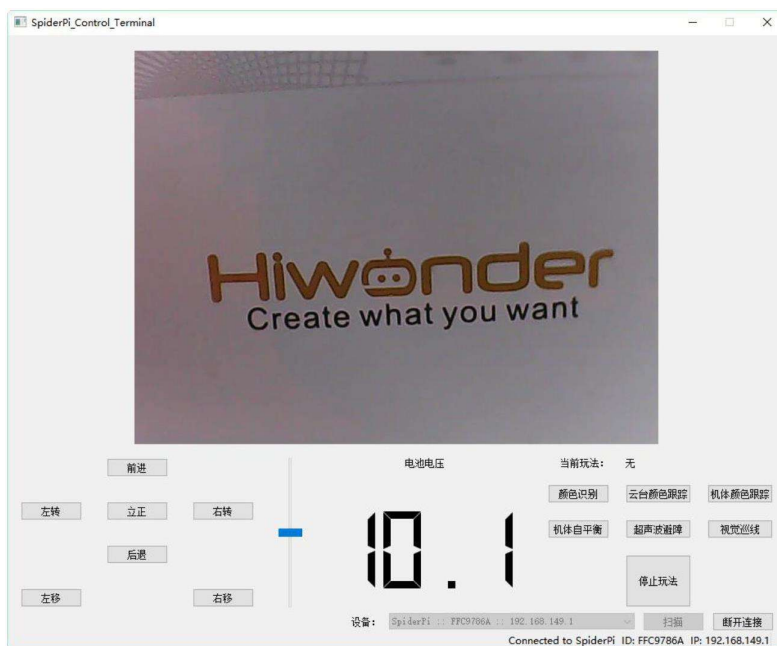 SpiderPi_Control_Terminal
Hiwonder
Create what you want
前进
左转
立正
右转
后退
左移
右移
电池电压
10.1
当前玩法： 无
颜色识别
云台颜色跟踪
机体颜色跟踪
机体自平衡
超声波避障
视觉巡线
停止玩法
设备： SpiderPi :: FFC9786A :: 192.168.149.1
扫描
断开连接
Connected to SpiderPi ID: FFC9786A IP: 192.168.149.1